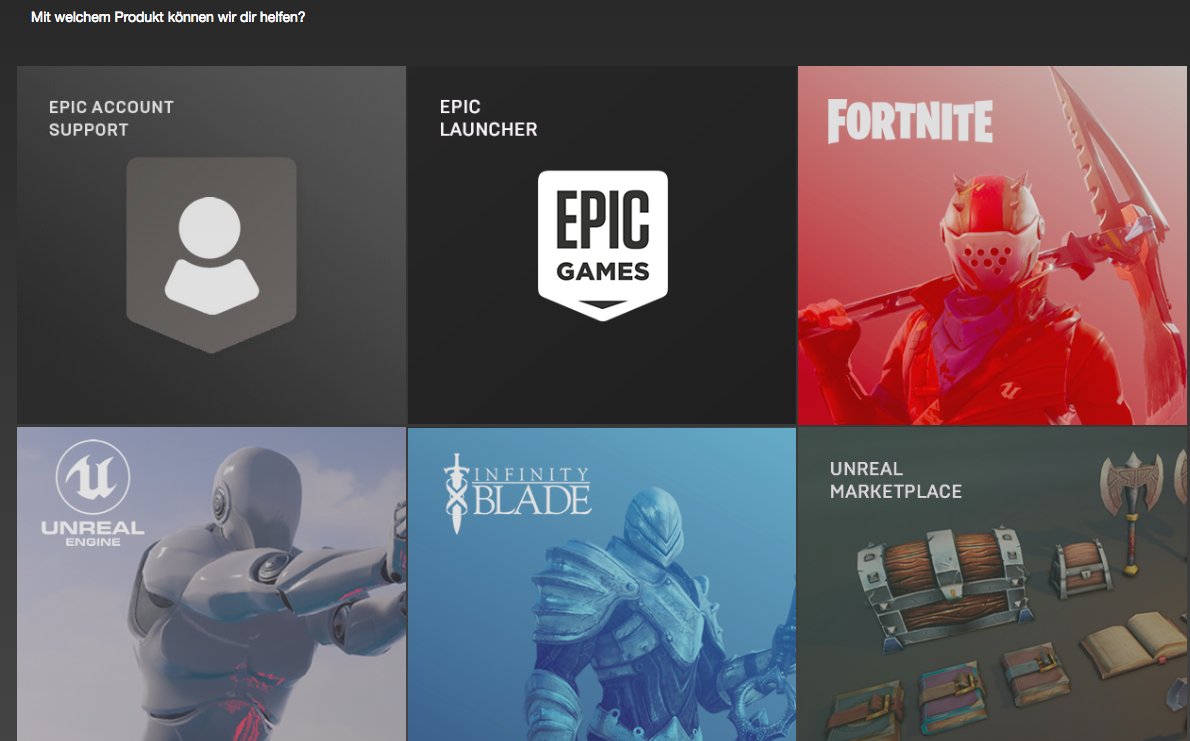 Mit welchem Produkt können wir dir helfen?
EPIC ACCOUNT
SUPPORT
EPIC
LAUNCHER
EPIC
GAMES
FORTNITE
UNREAL
ENGINE
INFINITY
BLADE
UNREAL
MARKETPLACE